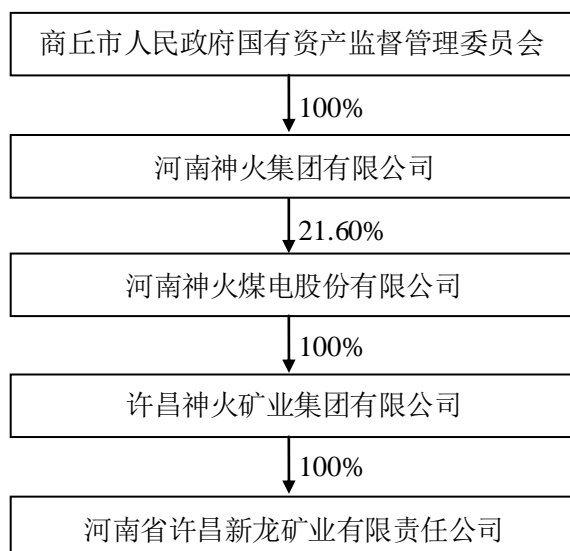 商丘市人民政府国有资产监督管理委员会
100%
河南神火集团有限公司
21.60%
河南神火煤电股份有限公司
100%
许昌神火矿业集团有限公司
100%
河南省许昌新龙矿业有限责任公司